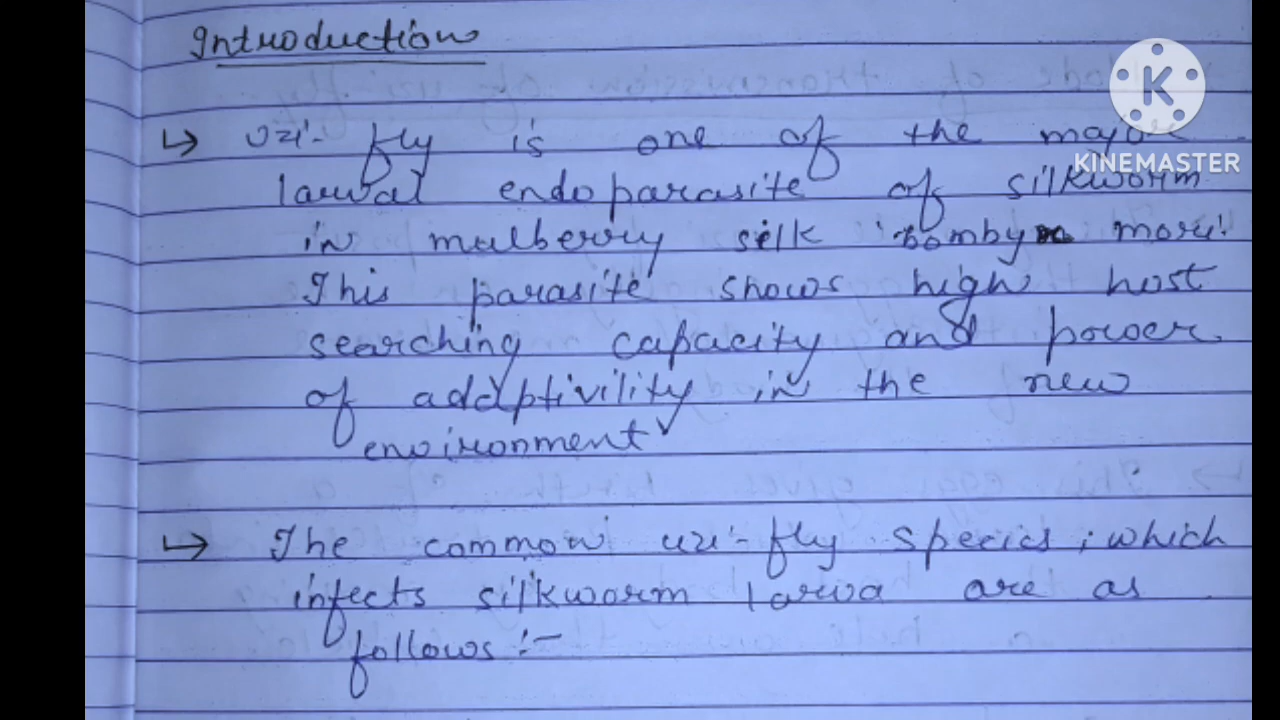 Introduction
↳ Uzi-fly is one of the major
larval endoparasite of silkworm
in mulberry silk bombyx mori.
This parasite shows high host
searching capacity and power
of adaptivility in the new
environment
↳ The common uzi-fly species, which
infects silkworm larva are as
follows :-
K
KINEMASTER